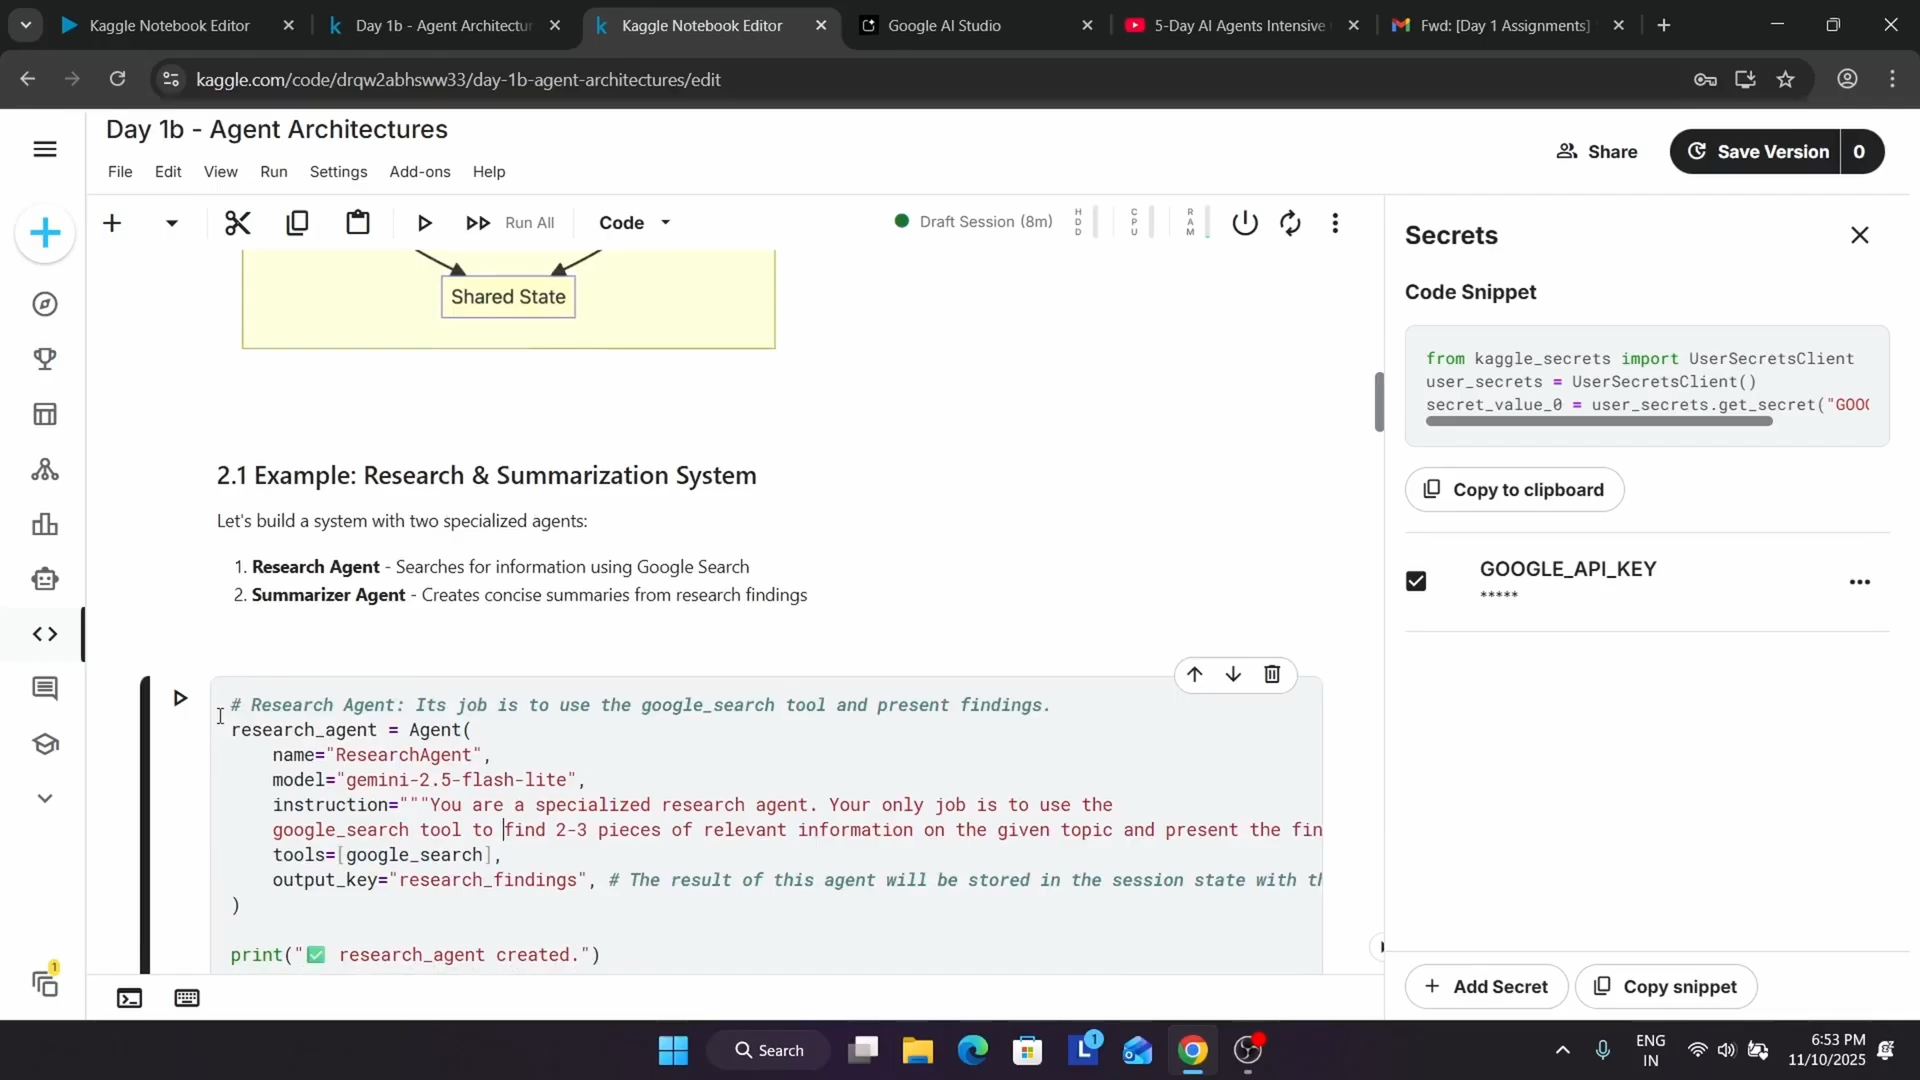 Kaggle Notebook Editor
Day 1b - Agent Architectur
Kaggle Notebook Editor
Google AI Studio
5-Day AI Agents Intensive
Fwd: [Day 1 Assignments]
kaggle.com/code/drqw2abhsww33/day-1b-agent-architectures/edit
Day 1b - Agent Architectures
File Edit View Run Settings Add-ons Help
Share
Save Version 0
Run All
Code
Draft Session (8m)
HDD
CPU
RAM
Shared State
2.1 Example: Research & Summarization System
Let's build a system with two specialized agents:
1. Research Agent - Searches for information using Google Search
2. Summarizer Agent - Creates concise summaries from research findings
# Research Agent: Its job is to use the google_search tool and present findings.
research_agent = Agent(
name="ResearchAgent",
model="gemini-2.5-flash-lite",
instruction="""You are a specialized research agent. Your only job is to use the
google_search tool to find 2-3 pieces of relevant information on the given topic and present the fin
tools=[google_search],
output_key="research_findings", # The result of this agent will be stored in the session state with th
)
print("✅ research_agent created.")
Secrets
Code Snippet
from kaggle_secrets import UserSecretsClient
user_secrets = UserSecretsClient()
secret_value_0 = user_secrets.get_secret("GOOG
Copy to clipboard
GOOGLE_API_KEY
*****
Add Secret
Copy snippet
1
Search
L
1
ENG
IN
6:53 PM
11/10/2025